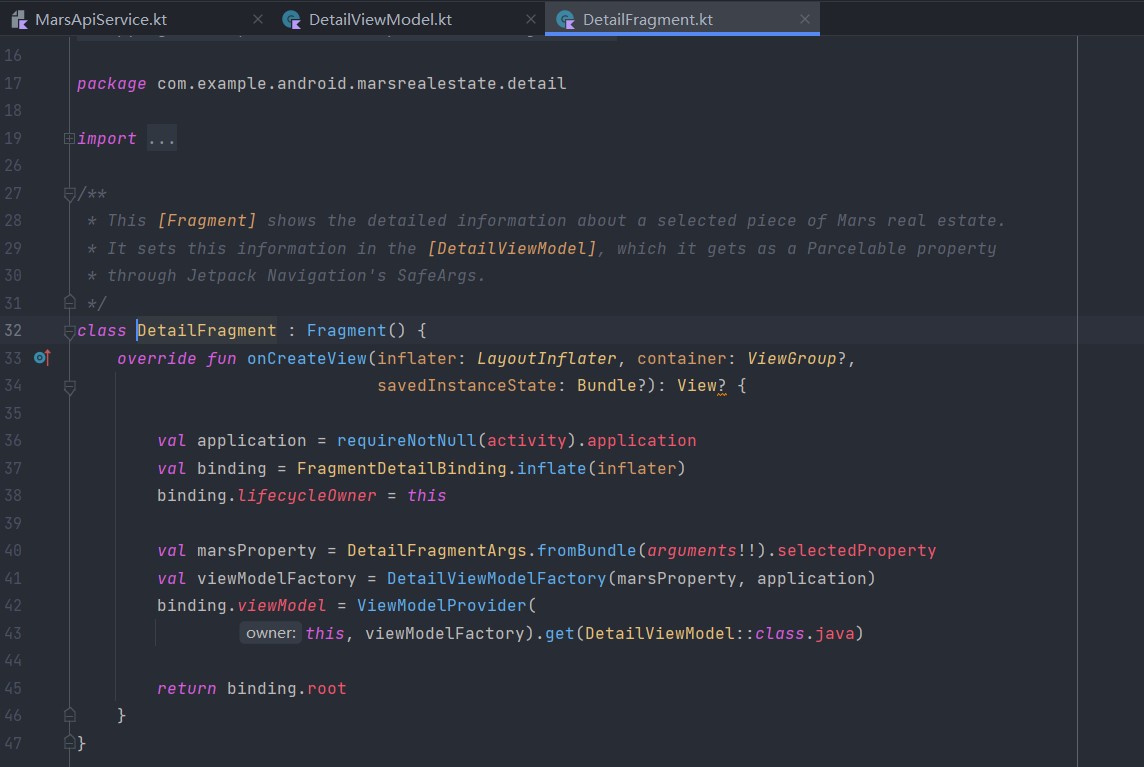 MarsApiService.kt DetailViewModel.kt DetailFragment.kt
16
17 package com.example.android.marsrealestate.detail
18
19 import ...
26
27 /**
28 * This [Fragment] shows the detailed information about a selected piece of Mars real estate.
29 * It sets this information in the [DetailViewModel], which it gets as a Parcelable property
30 * through Jetpack Navigation's SafeArgs.
31 */
32 class DetailFragment : Fragment() {
33 override fun onCreateView(inflater: LayoutInflater, container: ViewGroup?,
34 savedInstanceState: Bundle?): View? {
35
36 val application = requireNotNull(activity).application
37 val binding = FragmentDetailBinding.inflate(inflater)
38 binding.lifecycleOwner = this
39
40 val marsProperty = DetailFragmentArgs.fromBundle(arguments!!).selectedProperty
41 val viewModelFactory = DetailViewModelFactory(marsProperty, application)
42 binding.viewModel = ViewModelProvider(
43 owner: this, viewModelFactory).get(DetailViewModel::class.java)
44
45 return binding.root
46 }
47 }